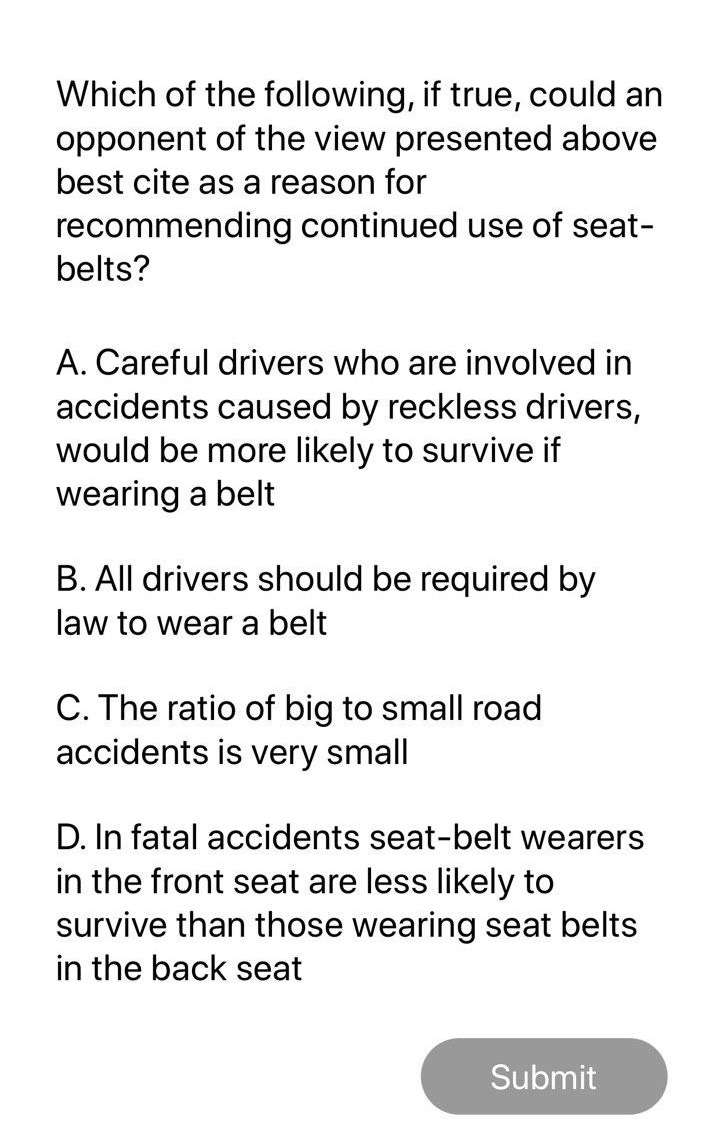 Which of the following, if true, could an
opponent of the view presented above
best cite as a reason for
recommending continued use of seat-
belts?
A. Careful drivers who are involved in
accidents caused by reckless drivers,
would be more likely to survive if
wearing a belt
B. All drivers should be required by
law to wear a belt
C. The ratio of big to small road
accidents is very small
D. In fatal accidents seat-belt wearers
in the front seat are less likely to
survive than those wearing seat belts
in the back seat
Submit